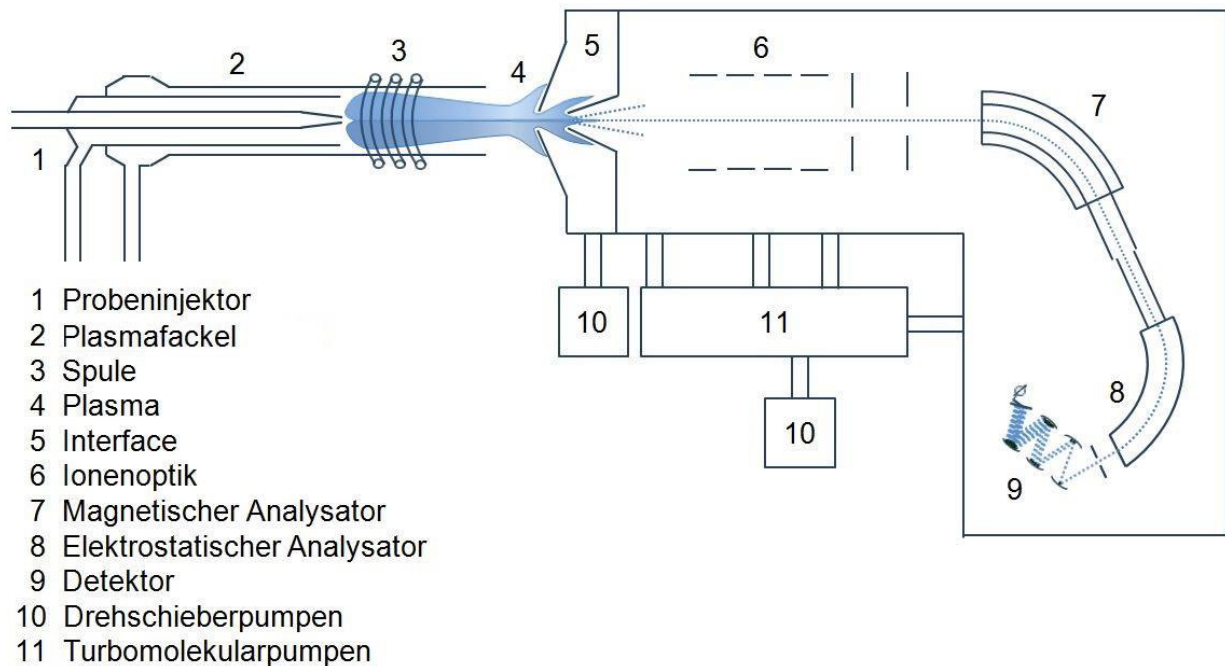 3
5
6
2
4
7
1
10
11
8
10
9
1 Probeninjektor
2 Plasmafackel
3 Spule
4 Plasma
5 Interface
6 Ionenoptik
7 Magnetischer Analysator
8 Elektrostatischer Analysator
9 Detektor
10 Drehschieberpumpen
11 Turbomolekularpumpen